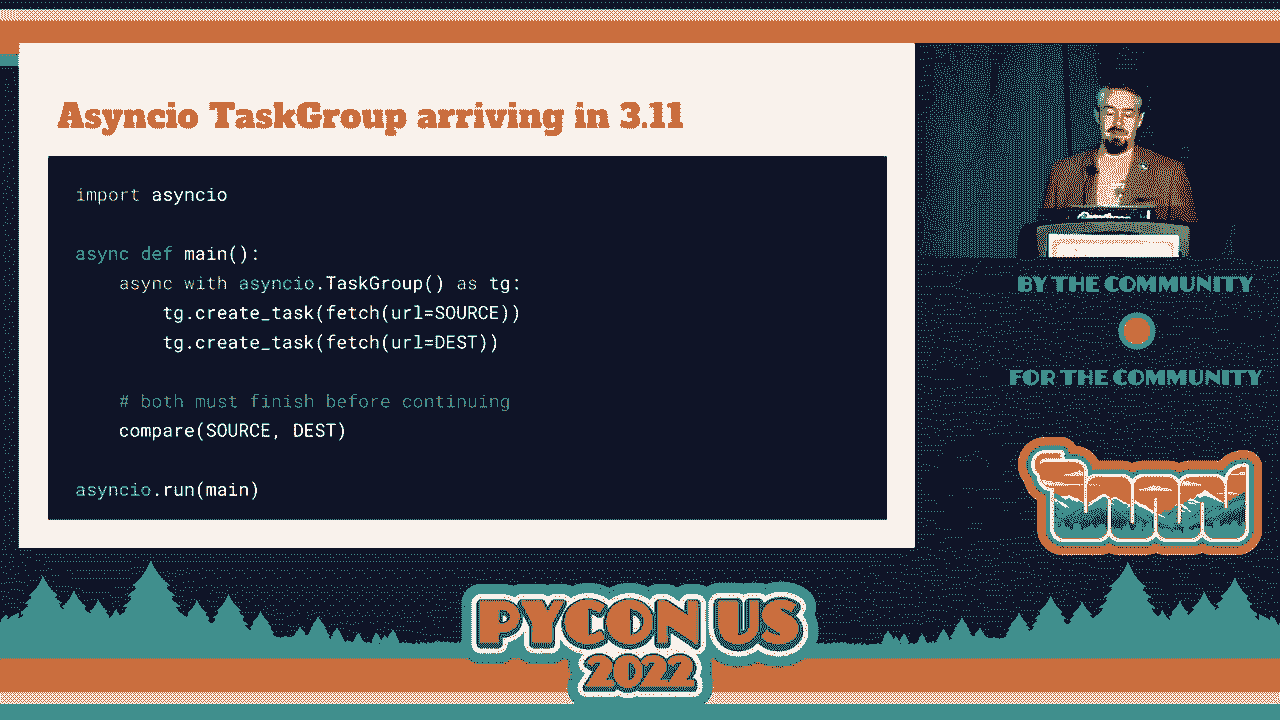 Asyncio TaskGroup arriving in 3.11
import asyncio
async def main():
    async with asyncio.TaskGroup() as tg:
        tg.create_task(fetch(url=SOURCE))
        tg.create_task(fetch(url=DEST))
    # both must finish before continuing
    compare(SOURCE, DEST)
asyncio.run(main)
BY THE COMMUNITY
FOR THE COMMUNITY
PYCON US
2022